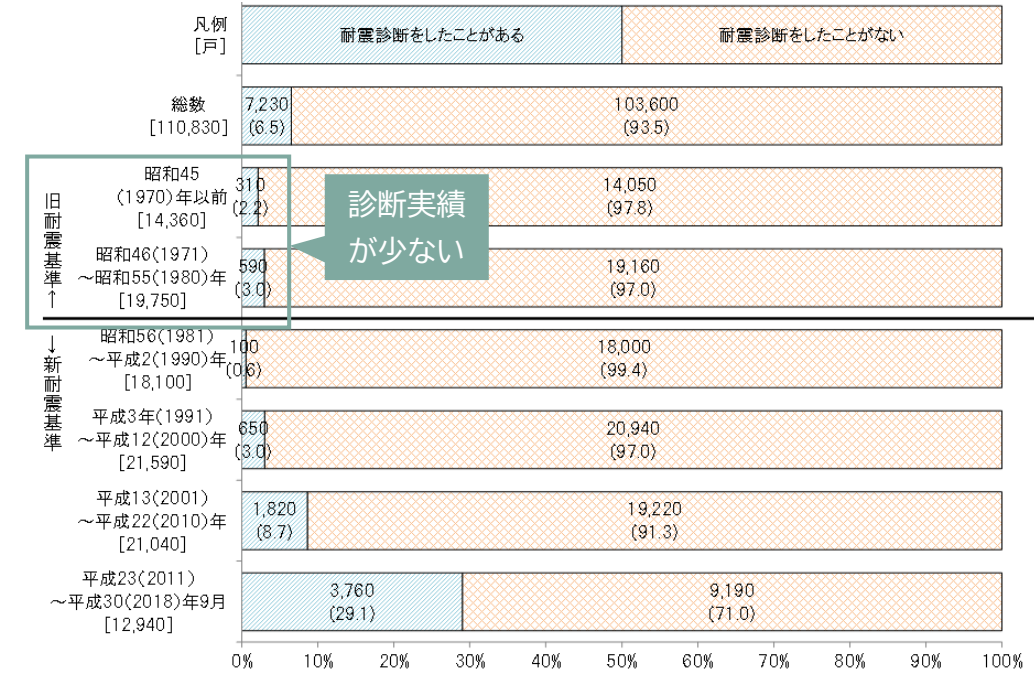 凡例
[戸]
耐震診断をしたことがある
耐震診断をしたことがない
総数
[110,830]
7,230
(6.5)
103,600
(93.5)
旧耐震基準↑
昭和45
(1970)年以前
[14,360]
310
(2.2)
14,050
(97.8)
診断実績
が少ない
昭和46(1971)
～昭和55(1980)年
[19,750]
590
(3.0)
19,160
(97.0)
↓新耐震基準
昭和56(1981)
～平成2(1990)年
[18,100]
100
(0.6)
18,000
(99.4)
平成3年(1991)
～平成12(2000)年
[21,590]
650
(3.0)
20,940
(97.0)
平成13(2001)
～平成22(2010)年
[21,040]
1,820
(8.7)
19,220
(91.3)
平成23(2011)
～平成30(2018)年9月
[12,940]
3,760
(29.1)
9,190
(71.0)
0% 10% 20% 30% 40% 50% 60% 70% 80% 90% 100%